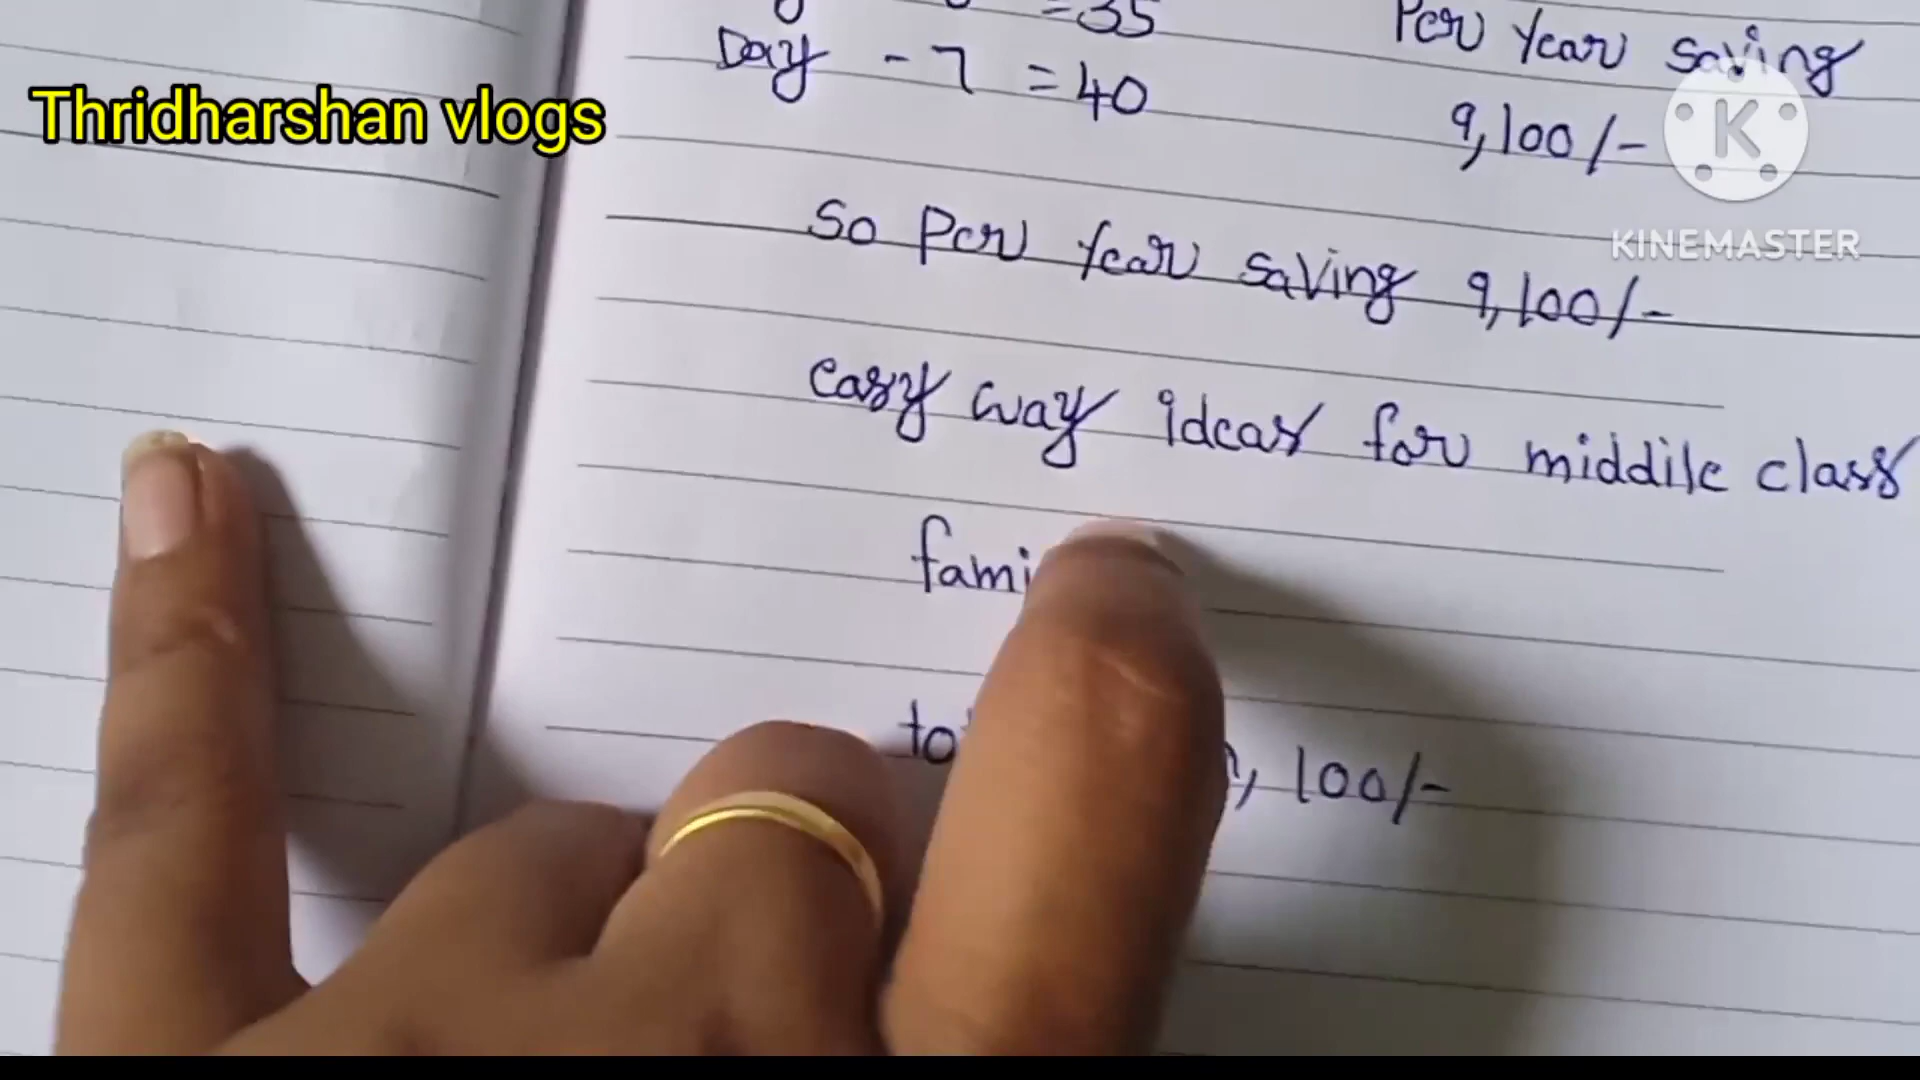 =35
Day - 7 = 40
Per Year saving
9,100/-
So Per Year saving 9,100/-
easy way ideas for middile class
fami
, 100/-
Thridharshan vlogs
K
KINEMASTER